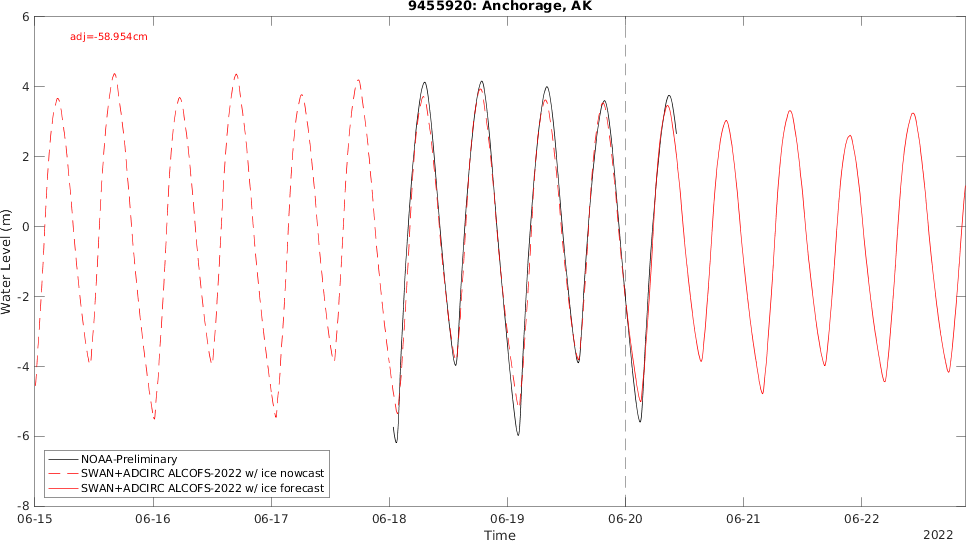 9455920: Anchorage, AK
adj=-58.954cm
6
4
2
0
-2
-4
-6
-8
Water Level (m)
NOAA-Preliminary
SWAN+ADCIRC ALCOFS-2022 w/ ice nowcast
SWAN+ADCIRC ALCOFS-2022 w/ ice forecast
06-15 06-16 06-17 06-18 06-19 06-20 06-21 06-22
Time
2022